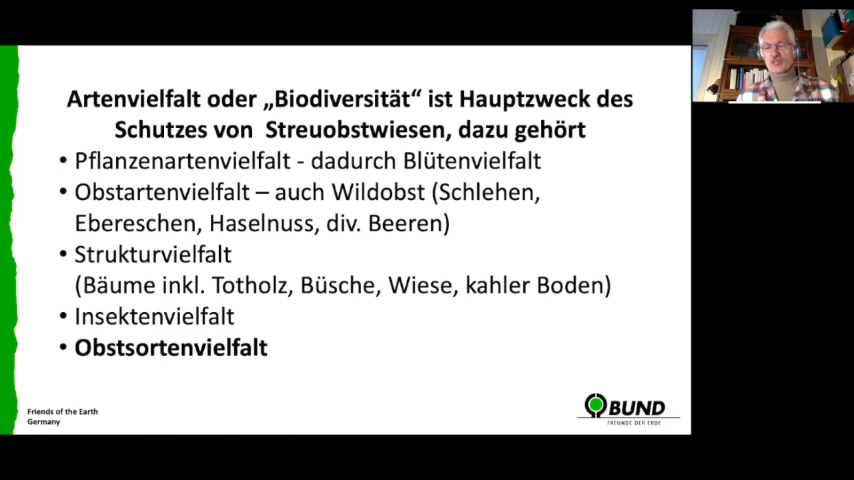 Artenvielfalt oder „Biodiversität“ ist Hauptzweck des
Schutzes von  Streuobstwiesen, dazu gehört
• Pflanzenartenvielfalt - dadurch Blütenvielfalt
• Obstartenvielfalt – auch Wildobst (Schlehen,
Ebereschen, Haselnuss, div. Beeren)
• Strukturvielfalt
(Bäume inkl. Totholz, Büsche, Wiese, kahler Boden)
• Insektenvielfalt
• Obstsortenvielfalt
Friends of the Earth
Germany
BUND
FREUNDE DER ERDE